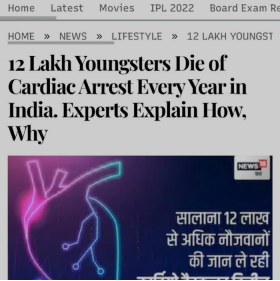 Home Latest Movies IPL 2022 Board Exam Re
HOME » NEWS » LIFESTYLE » 12 LAKH YOUNGST
12 Lakh Youngsters Die of
Cardiac Arrest Every Year in
India. Experts Explain How,
Why
NEWS18
सालाना 12 लाख
से अधिक नौजवानों
की जान ले रही